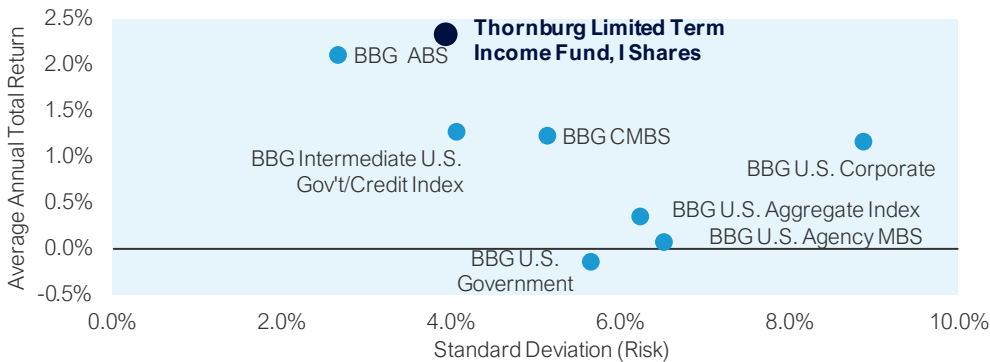 Average Annual Total Return
2.5%
2.0%
1.5%
1.0%
0.5%
0.0%
-0.5%
Thornburg Limited Term
Income Fund, I Shares
BBG ABS
BBG Intermediate U.S.
Gov't/Credit Index
BBG CMBS
BBG U.S. Corporate
BBG U.S. Aggregate Index
BBG U.S. Agency MBS
BBG U.S.
Government
0.0%
2.0%
4.0%
6.0%
8.0%
10.0%
Standard Deviation (Risk)